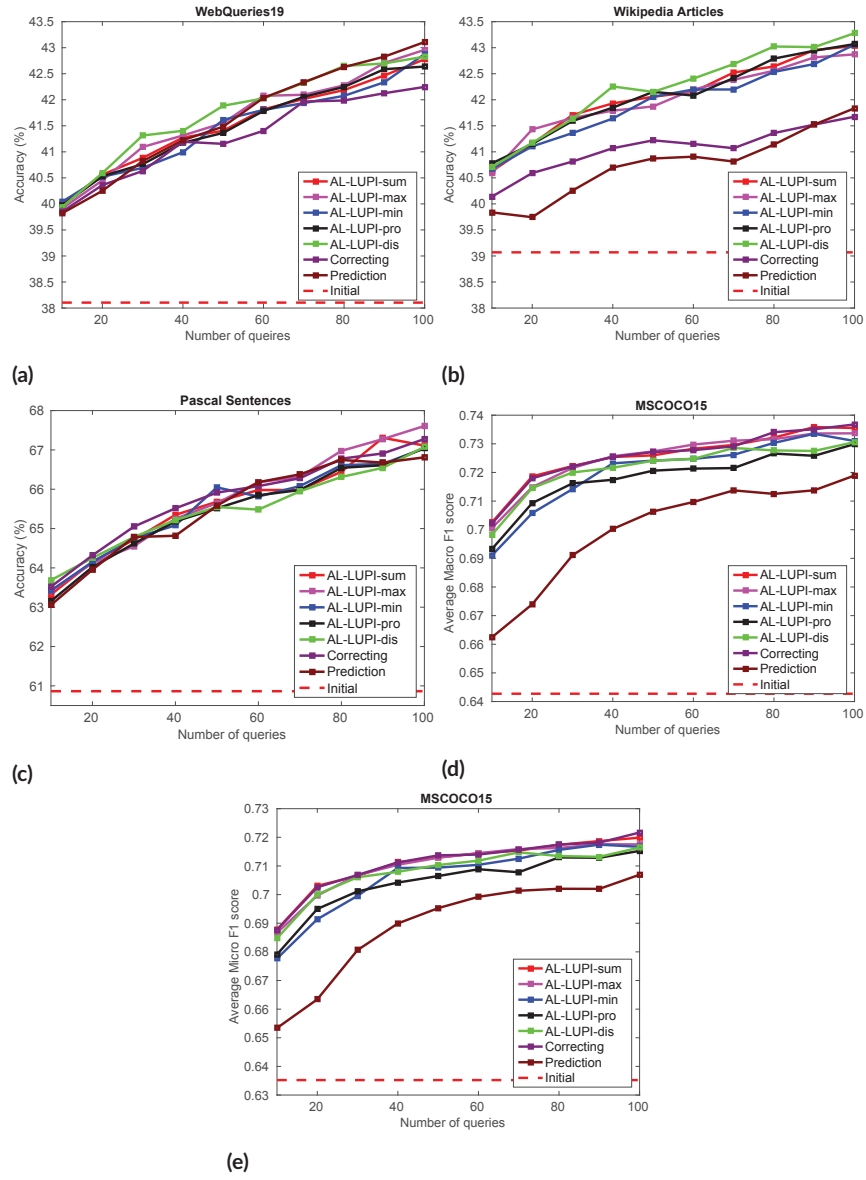 WebQueries19
43.5
43
42.5
42
41.5
41
40.5
40
39.5
39
38.5
38
Accuracy (%)
20
40
60
80
100
Number of queires
AL-LUPI-sum
AL-LUPI-max
AL-LUPI-min
AL-LUPI-pro
AL-LUPI-dis
Correcting
Prediction
Initial
(a)
Wikipedia Articles
43.5
43
42.5
42
41.5
41
40.5
40
39.5
39
38.5
38
Accuracy (%)
20
40
60
80
100
Number of queries
AL-LUPI-sum
AL-LUPI-max
AL-LUPI-min
AL-LUPI-pro
AL-LUPI-dis
Correcting
Prediction
Initial
(b)
Pascal Sentences
68
67
66
65
64
63
62
61
Accuracy (%)
20
40
60
80
100
Number of queries
AL-LUPI-sum
AL-LUPI-max
AL-LUPI-min
AL-LUPI-pro
AL-LUPI-dis
Correcting
Prediction
Initial
(c)
MSCOCO15
0.74
0.73
0.72
0.71
0.7
0.69
0.68
0.67
0.66
0.65
0.64
Average Macro F1 score
20
40
60
80
100
Number of queries
AL-LUPI-sum
AL-LUPI-max
AL-LUPI-min
AL-LUPI-pro
AL-LUPI-dis
Correcting
Prediction
Initial
(d)
MSCOCO15
0.73
0.72
0.71
0.7
0.69
0.68
0.67
0.66
0.65
0.64
0.63
Average Micro F1 score
20
40
60
80
100
Number of queries
AL-LUPI-sum
AL-LUPI-max
AL-LUPI-min
AL-LUPI-pro
AL-LUPI-dis
Correcting
Prediction
Initial
(e)